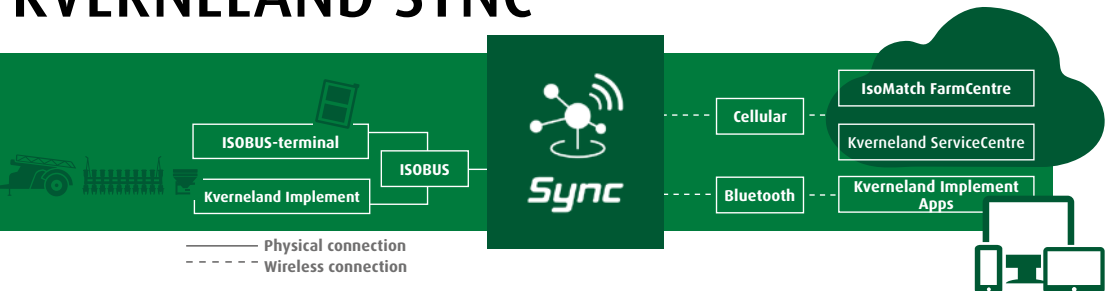 KVERNELAND SYNC
ISOBUS-terminal
Kverneland Implement
ISOBUS
Sync
Cellular
Bluetooth
IsoMatch FarmCentre
Kverneland ServiceCentre
Kverneland Implement
Apps
Physical connection
Wireless connection